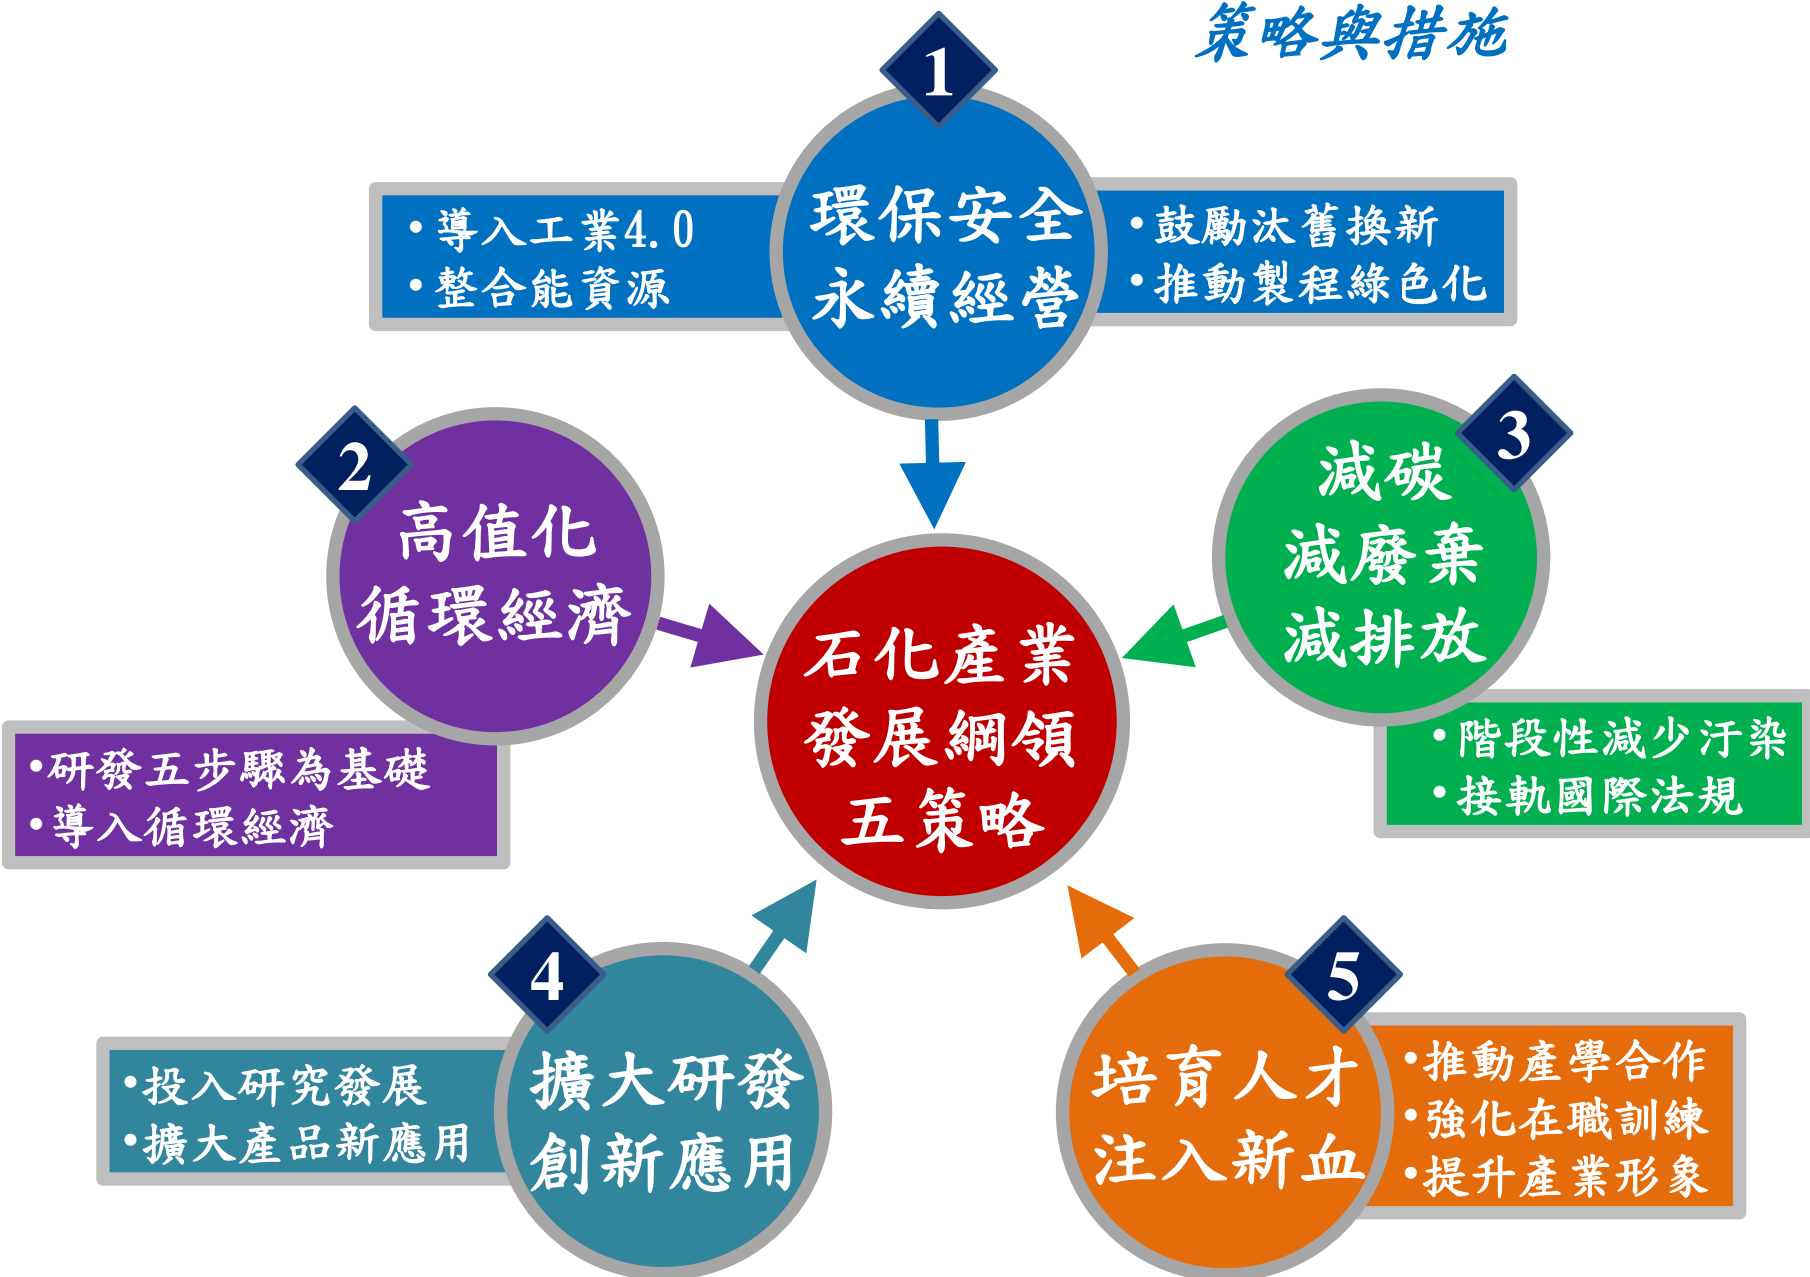 策略與措施
1
環保安全
永續經營
•導入工業4.0
•整合能資源
•鼓勵汰舊換新
•推動製程綠色化
2
高值化
循環經濟
•研發五步驟為基礎
•導入循環經濟
3
減碳
減廢棄
減排放
•階段性減少汙染
•接軌國際法規
石化產業
發展綱領
五策略
4
擴大研發
創新應用
•投入研究發展
•擴大產品新應用
5
培育人才
注入新血
•推動產學合作
•強化在職訓練
•提升產業形象